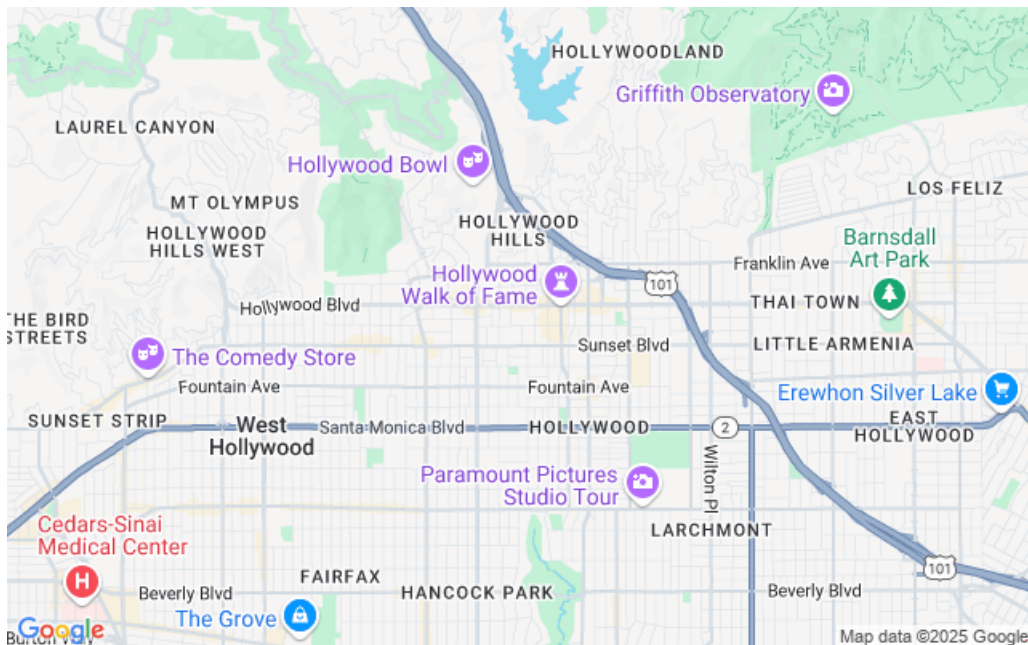 HOLLYWOODLAND
Griffith Observatory
LAUREL CANYON
Hollywood Bowl
LOS FELIZ
MT OLYMPUS
HOLLYWOOD
HILLS
HOLLYWOOD
HILLS WEST
Barnsdall
Art Park
Franklin Ave
Hollywood
Walk of Fame
101
THAI TOWN
Hollywood Blvd
THE BIRD
STREETS
Sunset Blvd
LITTLE ARMENIA
The Comedy Store
Fountain Ave
Fountain Ave
Erewhon Silver Lake
SUNSET STRIP
West
Hollywood
Santa Monica Blvd
HOLLYWOOD
2
EAST
HOLLYWOOD
Wilton Pl
Paramount Pictures
Studio Tour
Cedars-Sinai
Medical Center
H
LARCHMONT
101
FAIRFAX
HANCOCK PARK
Beverly Blvd
Beverly Blvd
The Grove
Google
Map data ©2025 Google